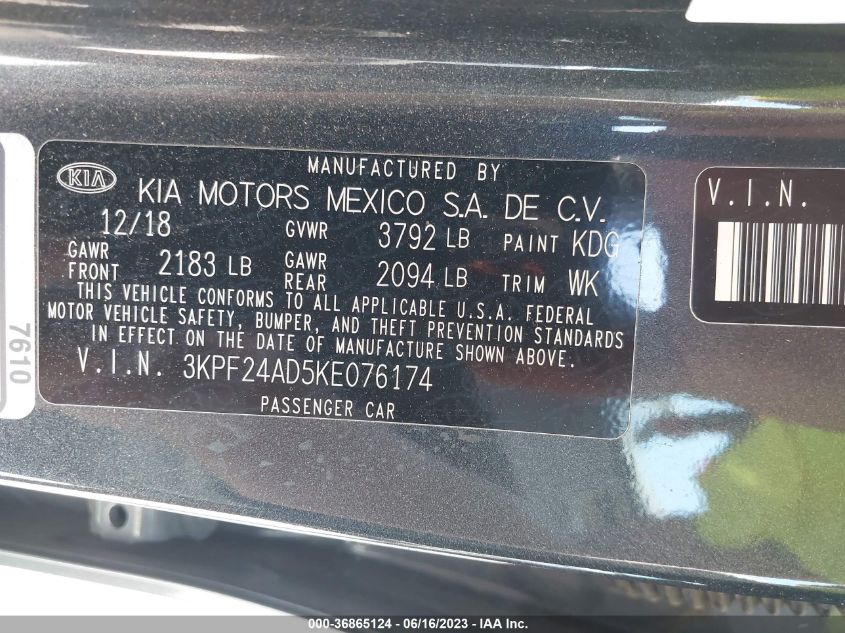 MANUFACTURED BY
KIA KIA MOTORS MEXICO S.A. DE C.V.
12/18 GVWR 3792 LB PAINT KDG
GAWR FRONT 2183 LB GAWR REAR 2094 LB TRIM WK
THIS VEHICLE CONFORMS TO ALL APPLICABLE U.S.A. FEDERAL
MOTOR VEHICLE SAFETY, BUMPER, AND THEFT PREVENTION STANDARDS
IN EFFECT ON THE DATE OF MANUFACTURE SHOWN ABOVE.
V.I.N. 3KPF24AD5KE076174
PASSENGER CAR
V.I.N.
7610
000-36865124 - 06/16/2023 - IAA Inc.